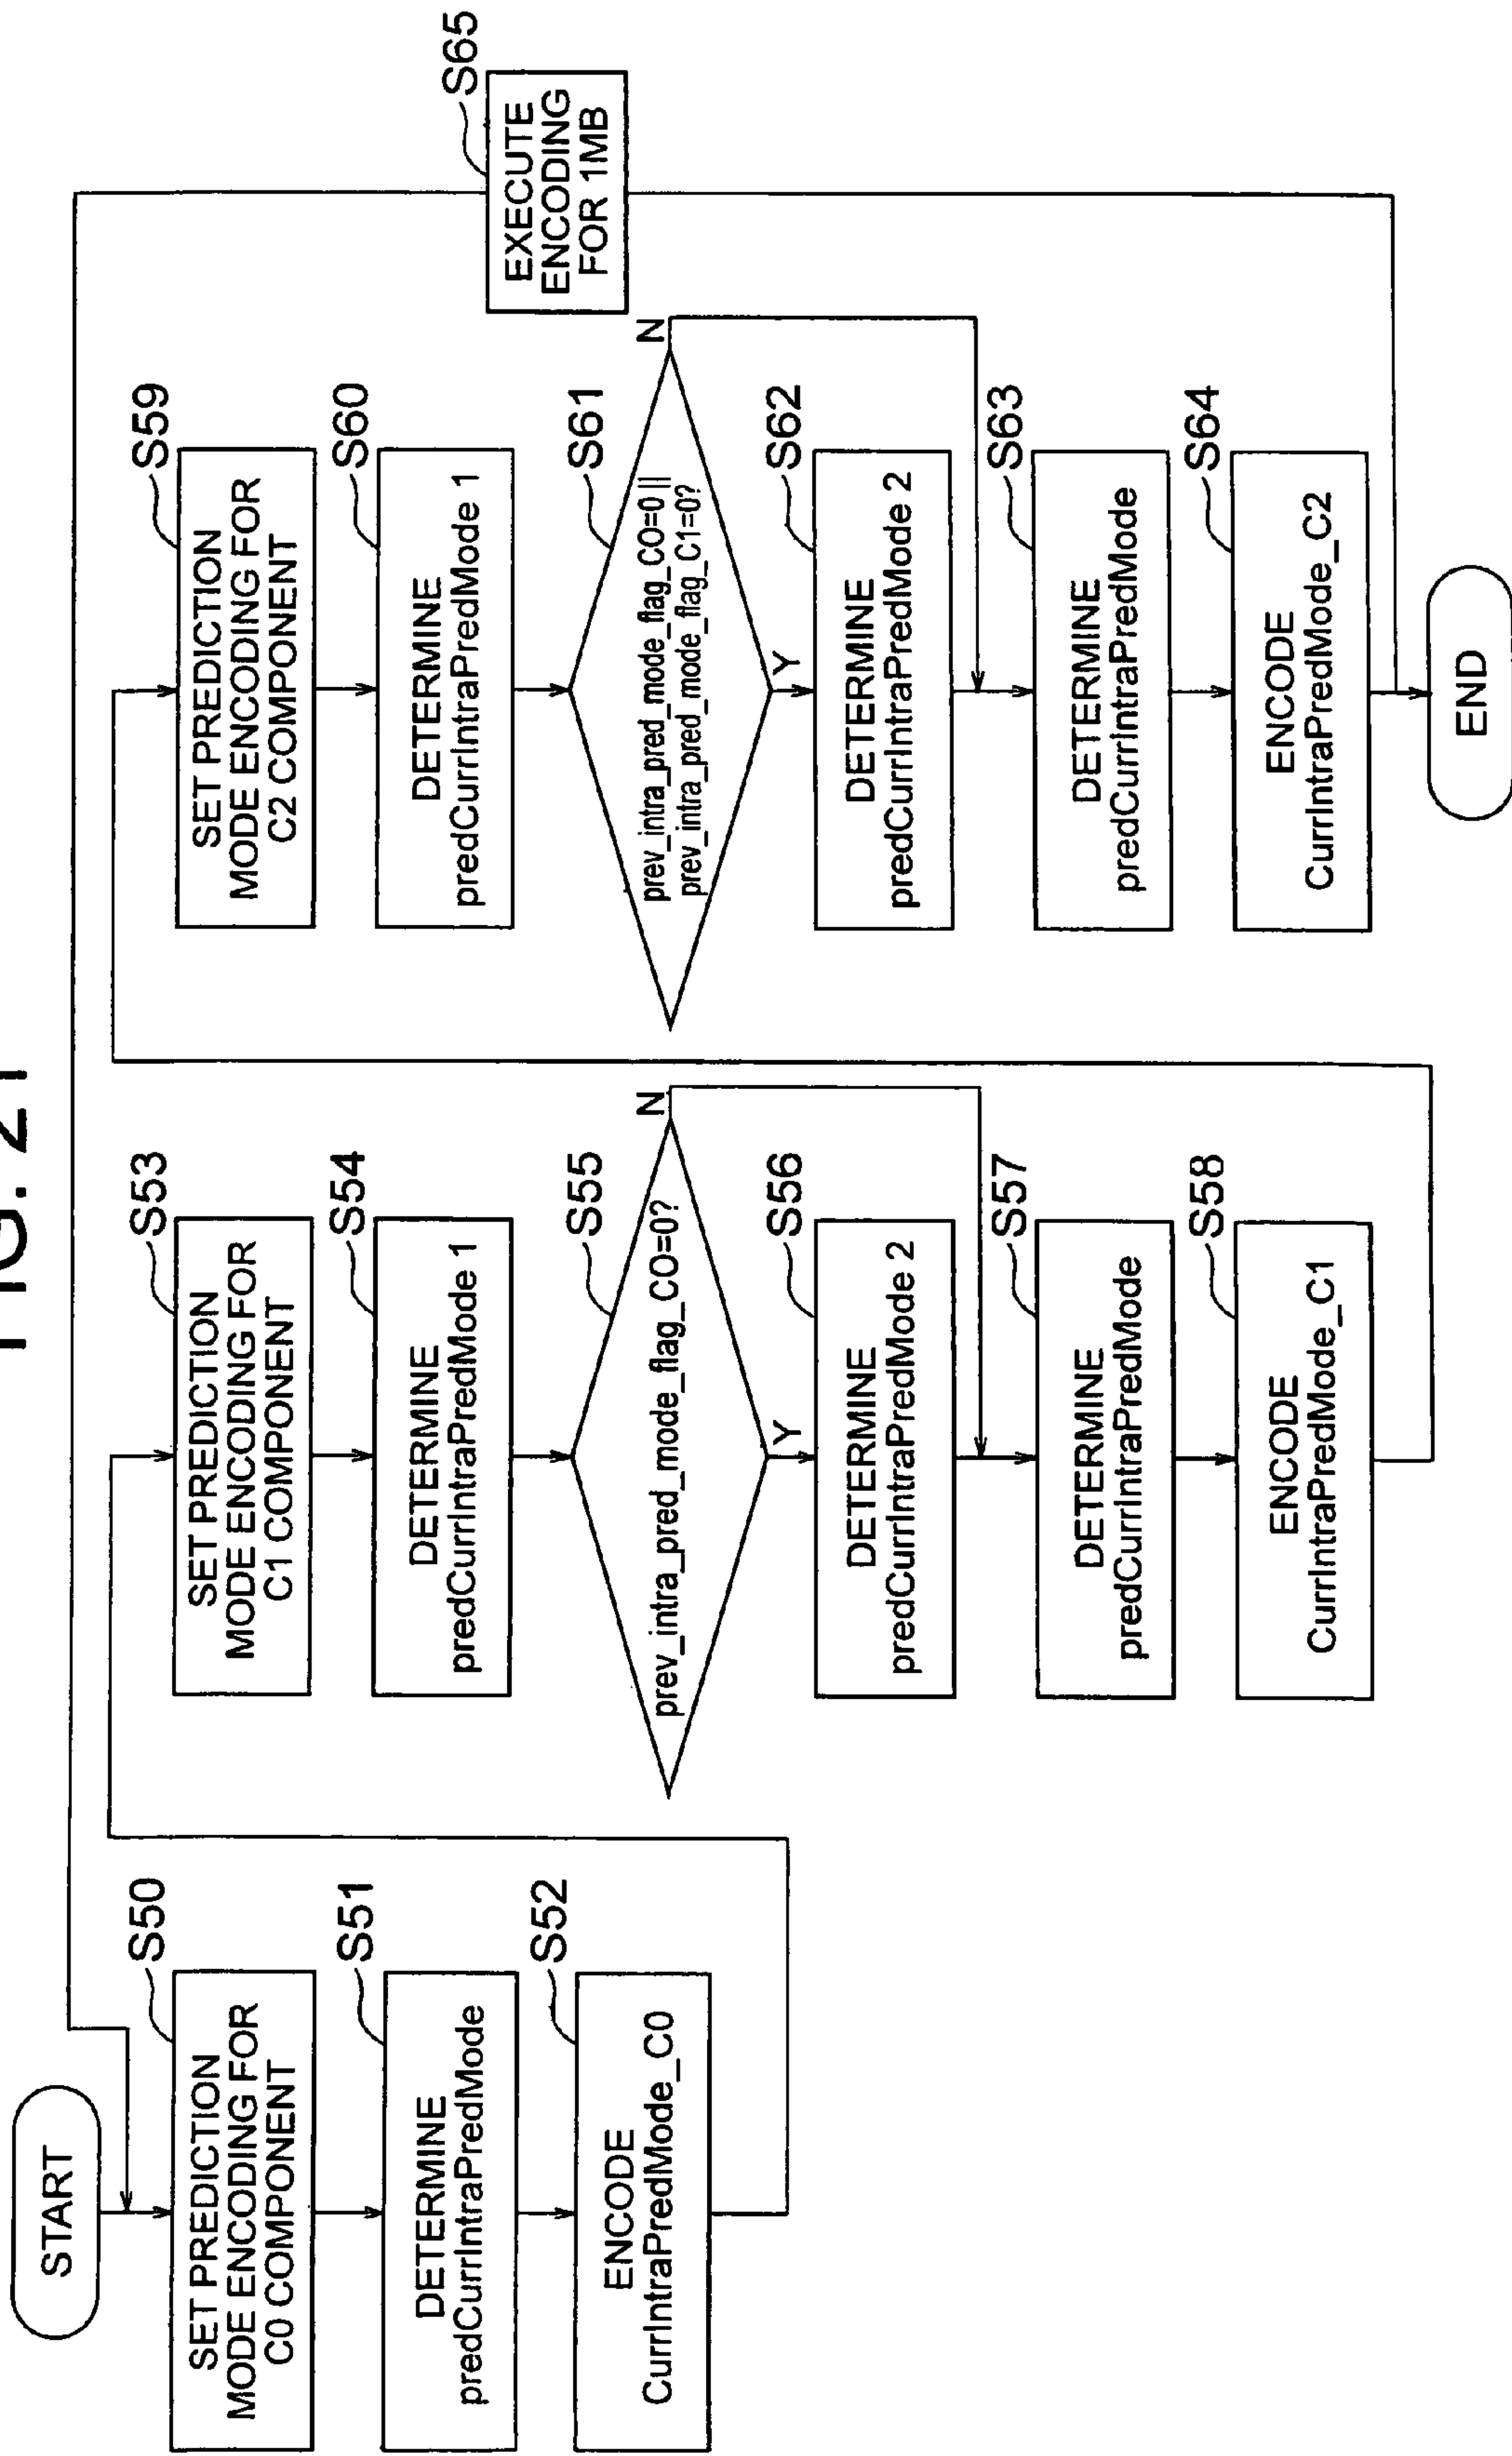 FIG. 21
START
SET PREDICTION
MODE ENCODING FOR
C0 COMPONENT
S50
DETERMINE
predCurrIntraPredMode
S51
ENCODE
CurrIntraPredMode_C0
S52
SET PREDICTION
MODE ENCODING FOR
C1 COMPONENT
S53
DETERMINE
predCurrIntraPredMode 1
S54
prev_intra_pred_mode_flag_CO=0?
S55
N
Y
DETERMINE
predCurrIntraPredMode 2
S56
DETERMINE
predCurrIntraPredMode
S57
ENCODE
CurrIntraPredMode_C1
S58
SET PREDICTION
MODE ENCODING FOR
C2 COMPONENT
S59
DETERMINE
predCurrIntraPredMode 1
S60
prev_intra_pred_mode_flag_CO=0 ||
prev_intra_pred_mode_flag_C1=0?
S61
N
Y
DETERMINE
predCurrIntraPredMode 2
S62
DETERMINE
predCurrIntraPredMode
S63
ENCODE
CurrIntraPredMode_C2
S64
END
EXECUTE
ENCODING
FOR 1MB
S65